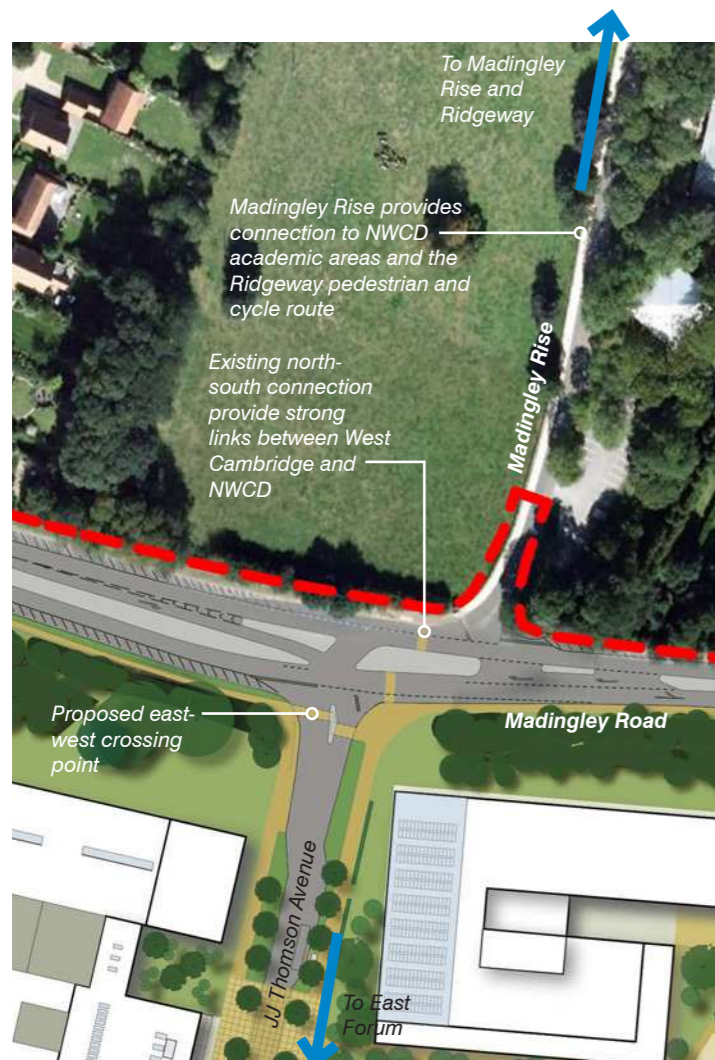 To Madingley
Rise and
Ridgeway
Madingley Rise provides
connection to NWCD
academic areas and the
Ridgeway pedestrian and
cycle route
Existing north-
south connection
provide strong
links between West
Cambridge and
NWCD
Madingley Rise
Proposed east-
west crossing
point
Madingley Road
JJ Thomson Avenue
To East
Forum